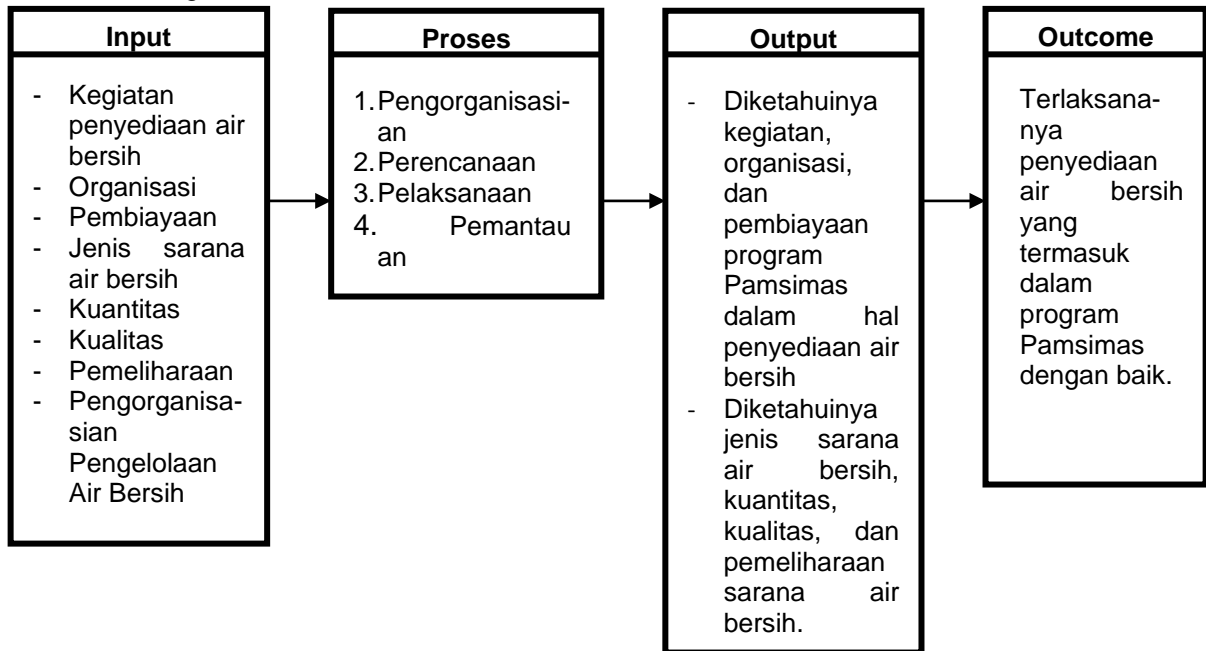 Input
- Kegiatan
penyediaan air
bersih
- Organisasi
- Pembiayaan
- Jenis sarana
air bersih
- Kuantitas
- Kualitas
- Pemeliharaan
- Pengorganisa-
sian
Pengelolaan
Air Bersih
Proses
1.Pengorganisasi-
an
2.Perencanaan
3.Pelaksanaan
4. Pemantau
an
Output
- Diketahuinya
kegiatan,
organisasi,
dan
pembiayaan
program
Pamsimas
dalam hal
penyediaan air
bersih
- Diketahuinya
jenis sarana
air bersih,
kuantitas,
kualitas, dan
pemeliharaan
sarana air
bersih.
Outcome
Terlaksana-
nya
penyediaan
air bersih
yang
termasuk
dalam
program
Pamsimas
dengan baik.